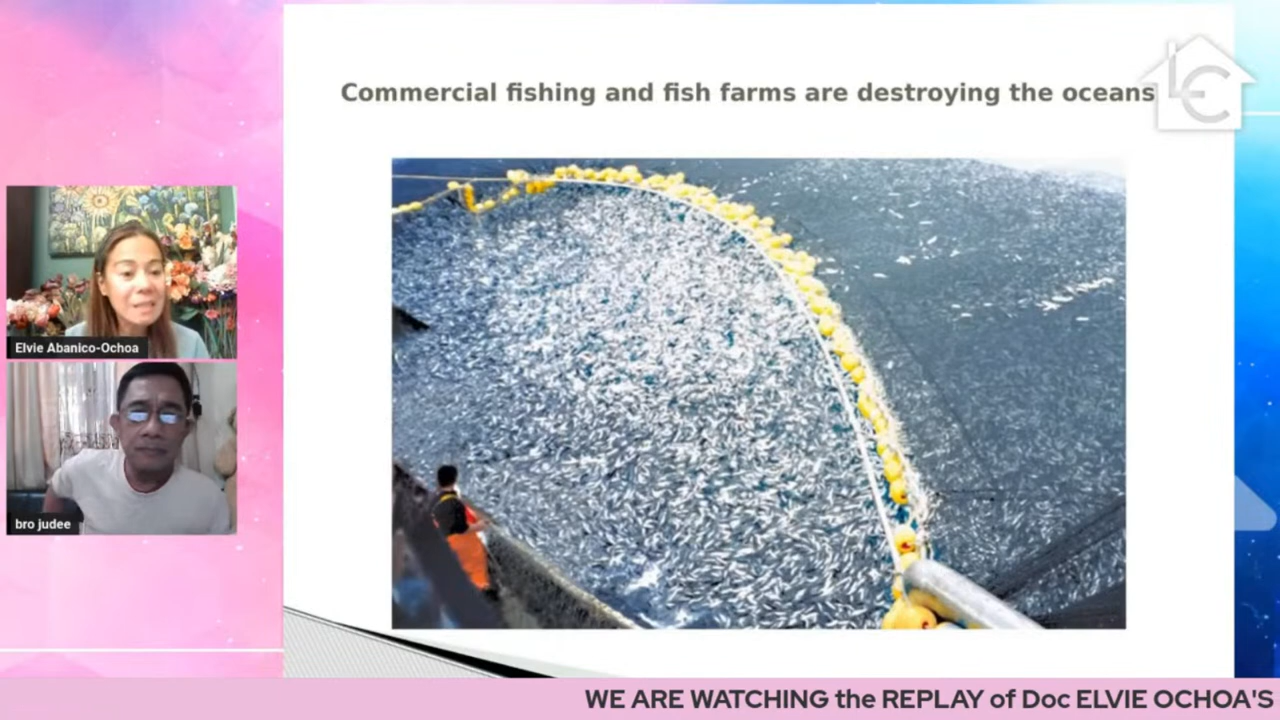 Commercial fishing and fish farms are destroying the oceans
LC
Elvie Abanico-Ochoa
bro judee
WE ARE WATCHING the REPLAY of Doc ELVIE OCHOA'S